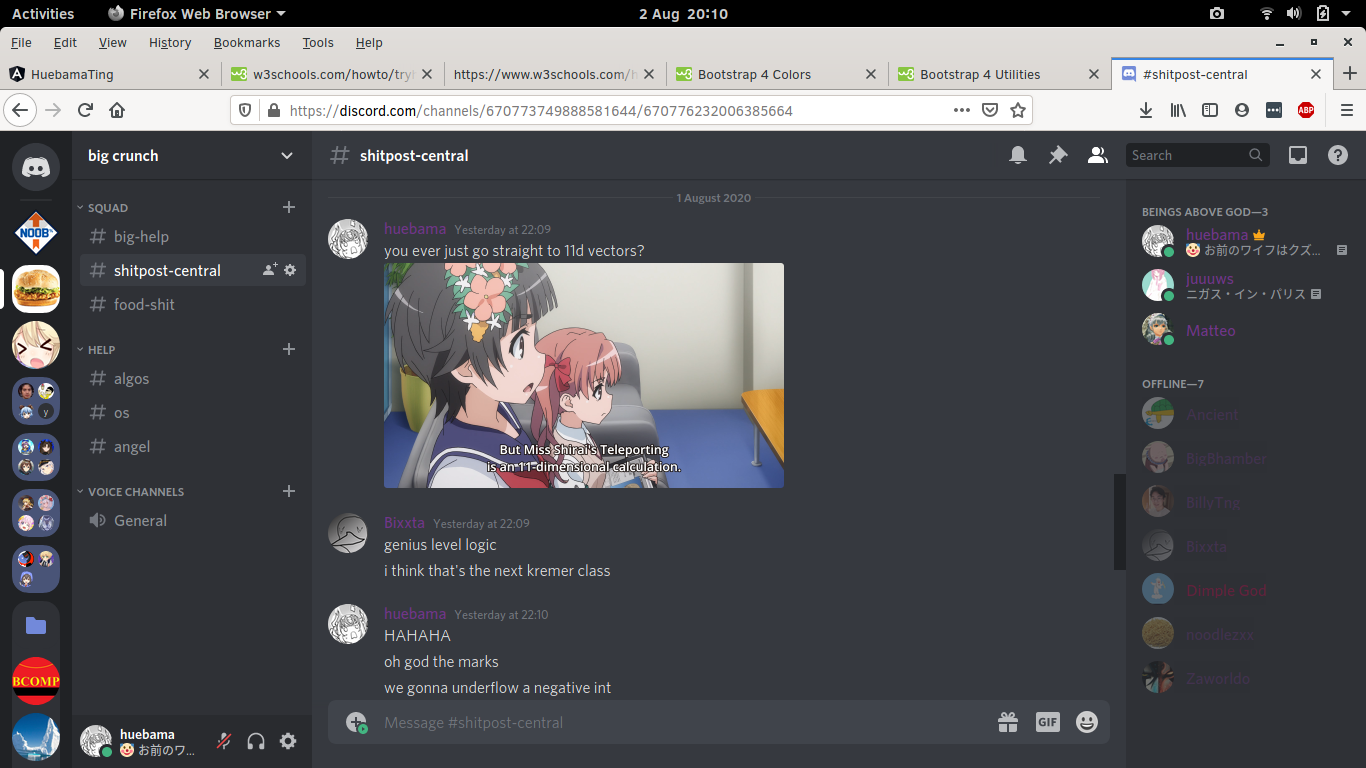 Activities
Firefox Web Browser
2 Aug 20:10
File Edit View History Bookmarks Tools Help
HuebamaTing
w3schools.com/howto/tryh
https://www.w3schools.com/h
Bootstrap 4 Colors
Bootstrap 4 Utilities
#shitpost-central
https://discord.com/channels/670773749888581644/670776232006385664
ABP
big crunch
# shitpost-central
Search
SQUAD
# big-help
# shitpost-central
# food-shit
HELP
# algos
# os
# angel
VOICE CHANNELS
General
NOOB
y
BCOMP
huebama
🤡 お前のワ...
1 August 2020
huebama Yesterday at 22:09
you ever just go straight to 11d vectors?
But Miss Shirai's Teleporting
is an 11-dimensional calculation.
Bixxta Yesterday at 22:09
genius level logic
i think that's the next kremer class
huebama Yesterday at 22:10
HAHAHA
oh god the marks
we gonna underflow a negative int
Message #shitpost-central
GIF
BEINGS ABOVE GOD—3
huebama
🤡 お前のワイフはクズ...
juuuws
ニガス・イン・パリス
Matteo
OFFLINE—7
Ancient
BigBhamber
BillyTng
Bixxta
Dimple God
noodlezxx
Zaworldo